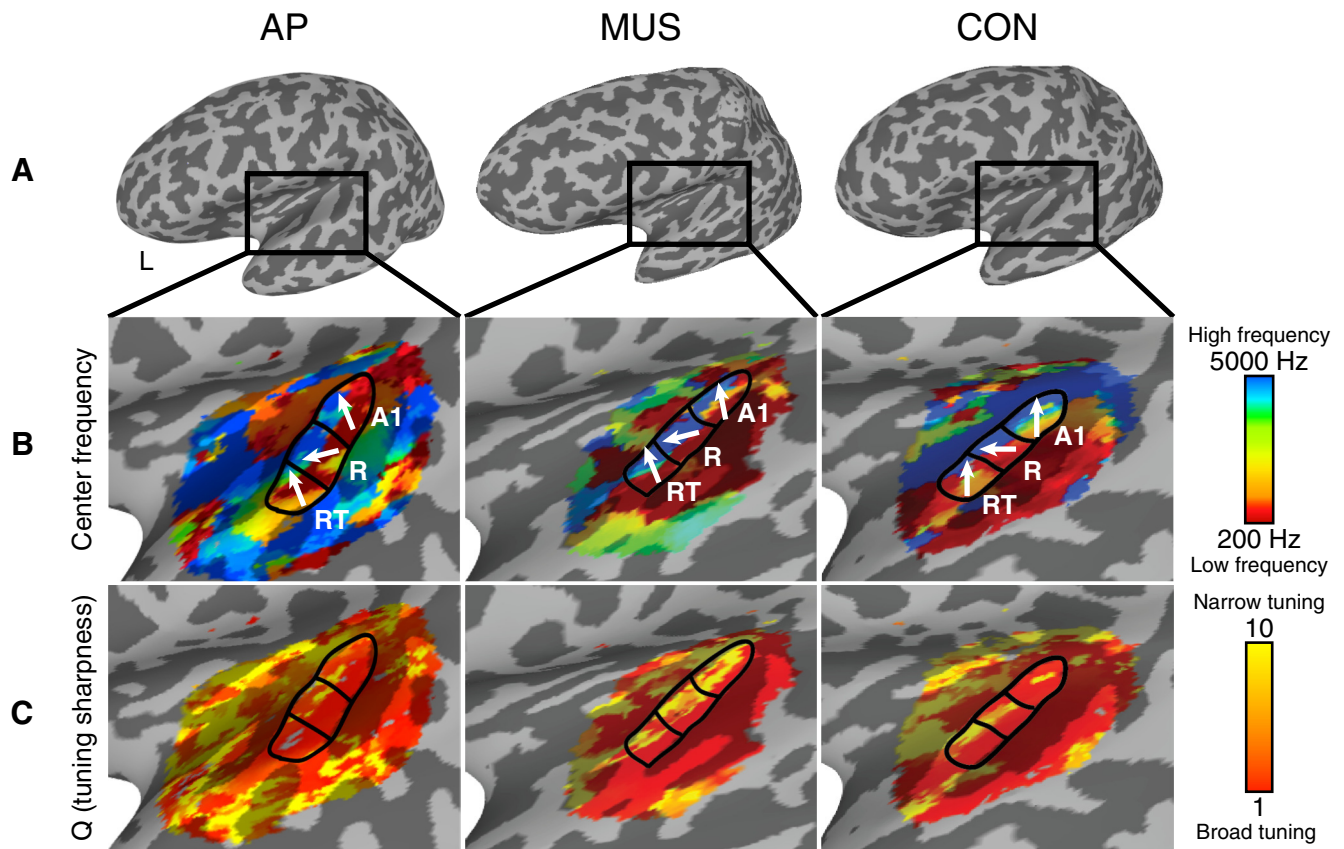 AP
MUS
CON
A
L
B
Center frequency
A1
R
RT
A1
R
RT
A1
R
RT
High frequency
5000 Hz
200 Hz
Low frequency
C
Q (tuning sharpness)
Narrow tuning
10
1
Broad tuning